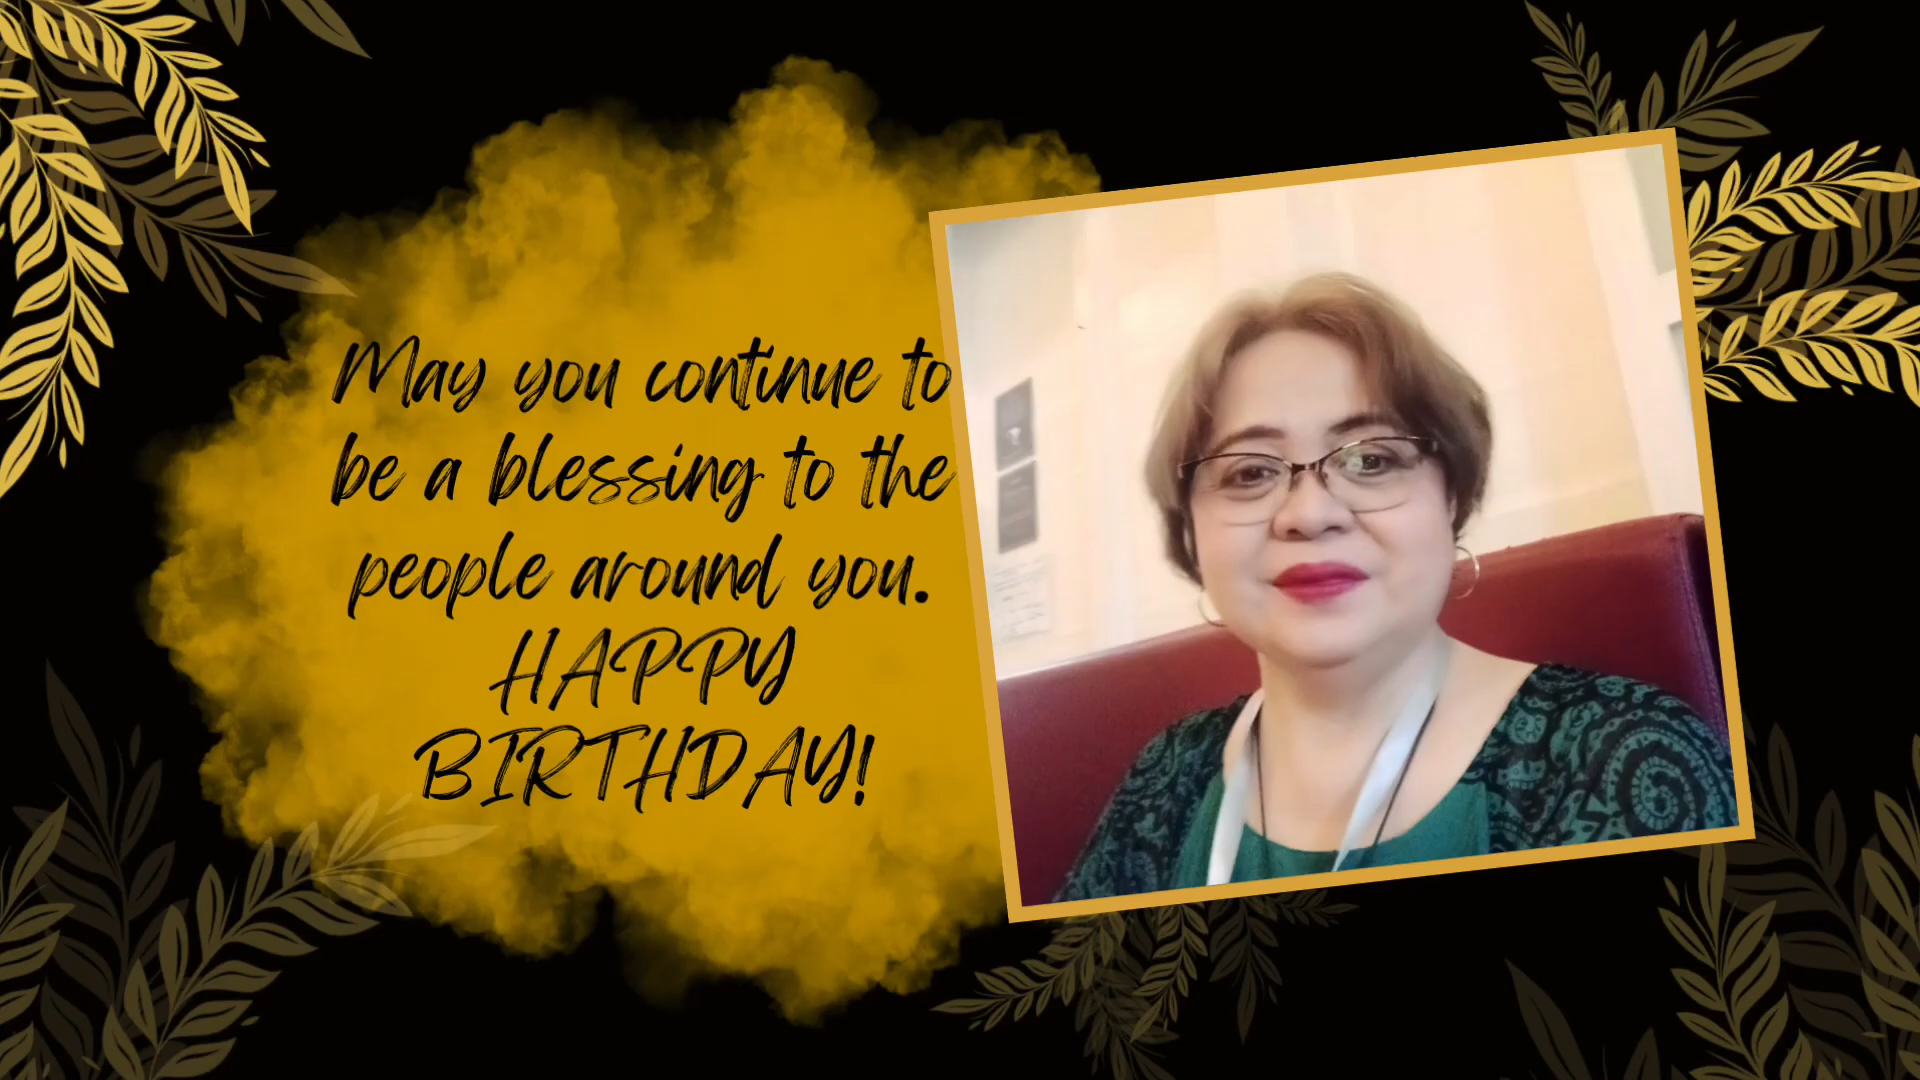 May you continue to
be a blessing to the
people around you.
HAPPY
BIRTHDAY!